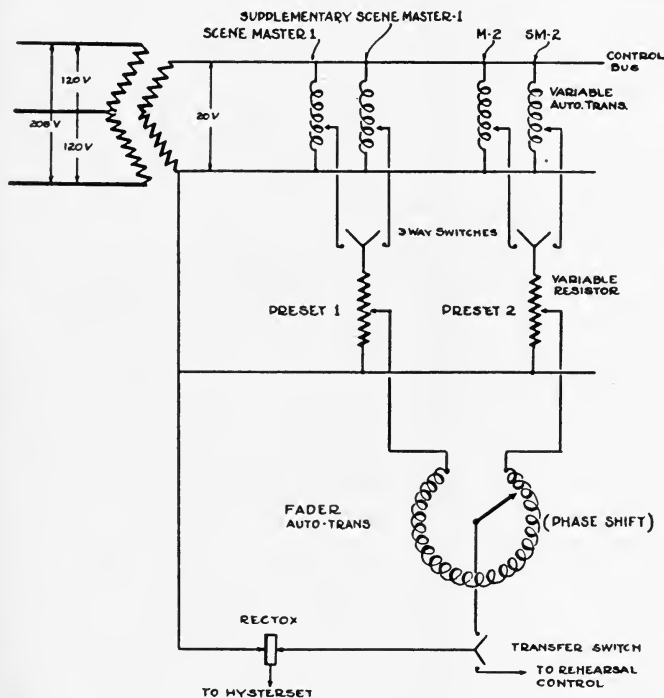 SUPPLEMENTARY SCENE MASTER-1
SCENE MASTER 1
M-2
SM-2
CONTROL
BUS
120V
208 V
120V
20V
VARIABLE
AUTO. TRANS.
3 WAY SWITCHES
VARIABLE
RESISTOR
PRESET 1
PRESET 2
FADER
AUTO-TRANS
(PHASE SHIFT)
RECTOX
TRANSFER SWITCH
TO REHEARSAL
CONTROL
TO HYSTERSET